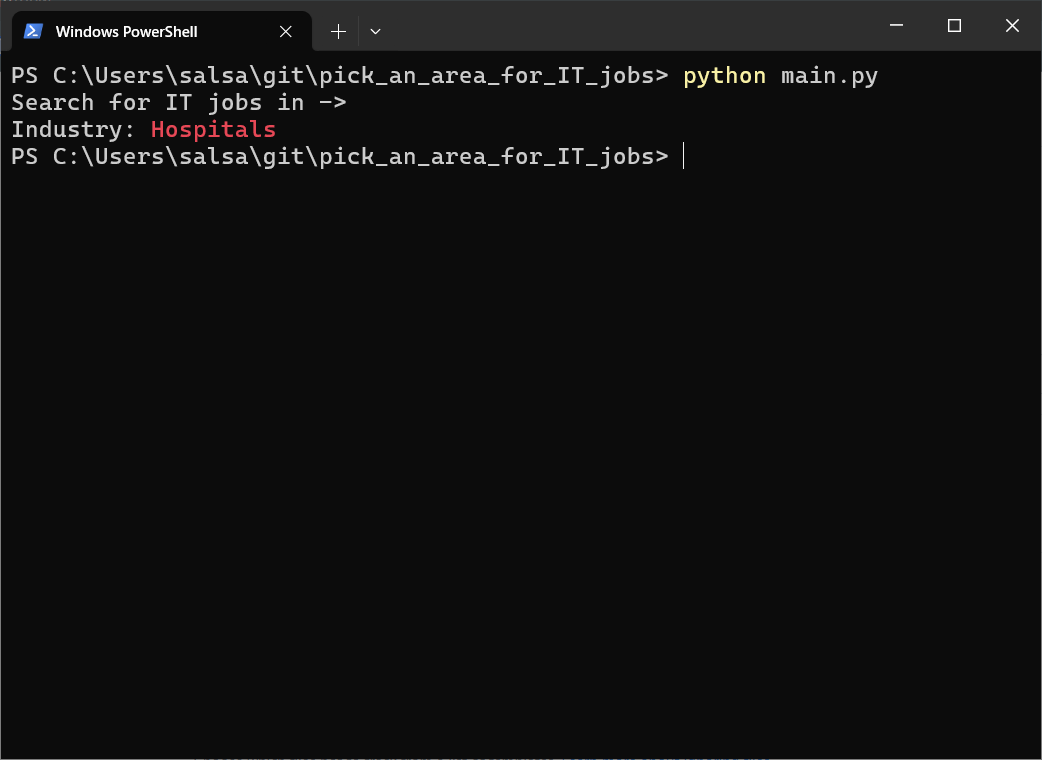 Windows PowerShell
PS C:\Users\salsa\git\pick_an_area_for_IT_jobs> python main.py
Search for IT jobs in ->
Industry: Hospitals
PS C:\Users\salsa\git\pick_an_area_for_IT_jobs>